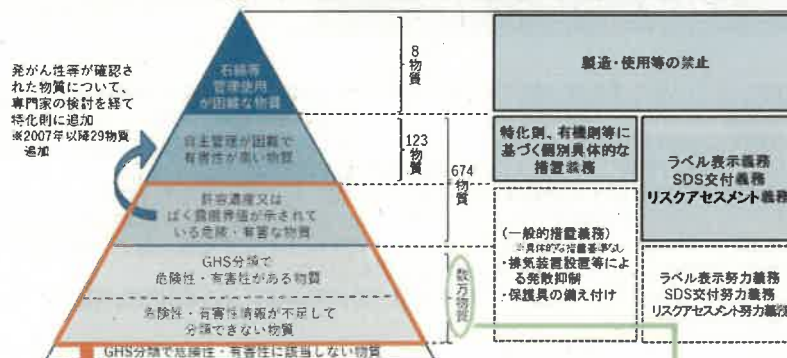 発がん性等が確認さ
れた物質について、
専門家の検討を経て
特化則に追加
※2007年以降29物質
追加
石綿等
管理使用
が困難な物質
自主管理が困難で
有害性が高い物質
許容濃度又は
ばく露限界値が示されて
いる危険・有害な物質
GHS分類で
危険性・有害性がある物質
危険性・有害性情報が不足して
分類できない物質
GHS分類で危険性・有害性に該当しない物質
8
物質
123
物質
674
物質
数万物質
製造・使用等の禁止
特化則、有機則等に
基づく個別具体的な
措置義務
(一般的措置義務)
※具体的な措置基準なし
・排気装置設置等によ
る発散抑制
・保護具の備え付け
ラベル表示義務
SDS交付義務
リスクアセスメント義務
ラベル表示努力義務
SDS交付努力義務
リスクアセスメント努力義務